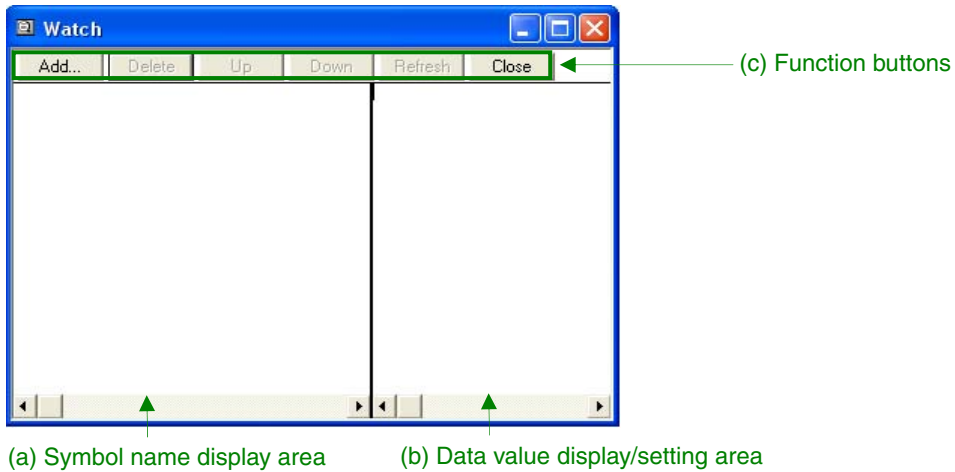 Watch
Add... Delete Up Down Refresh Close
(c) Function buttons
(a) Symbol name display area
(b) Data value display/setting area